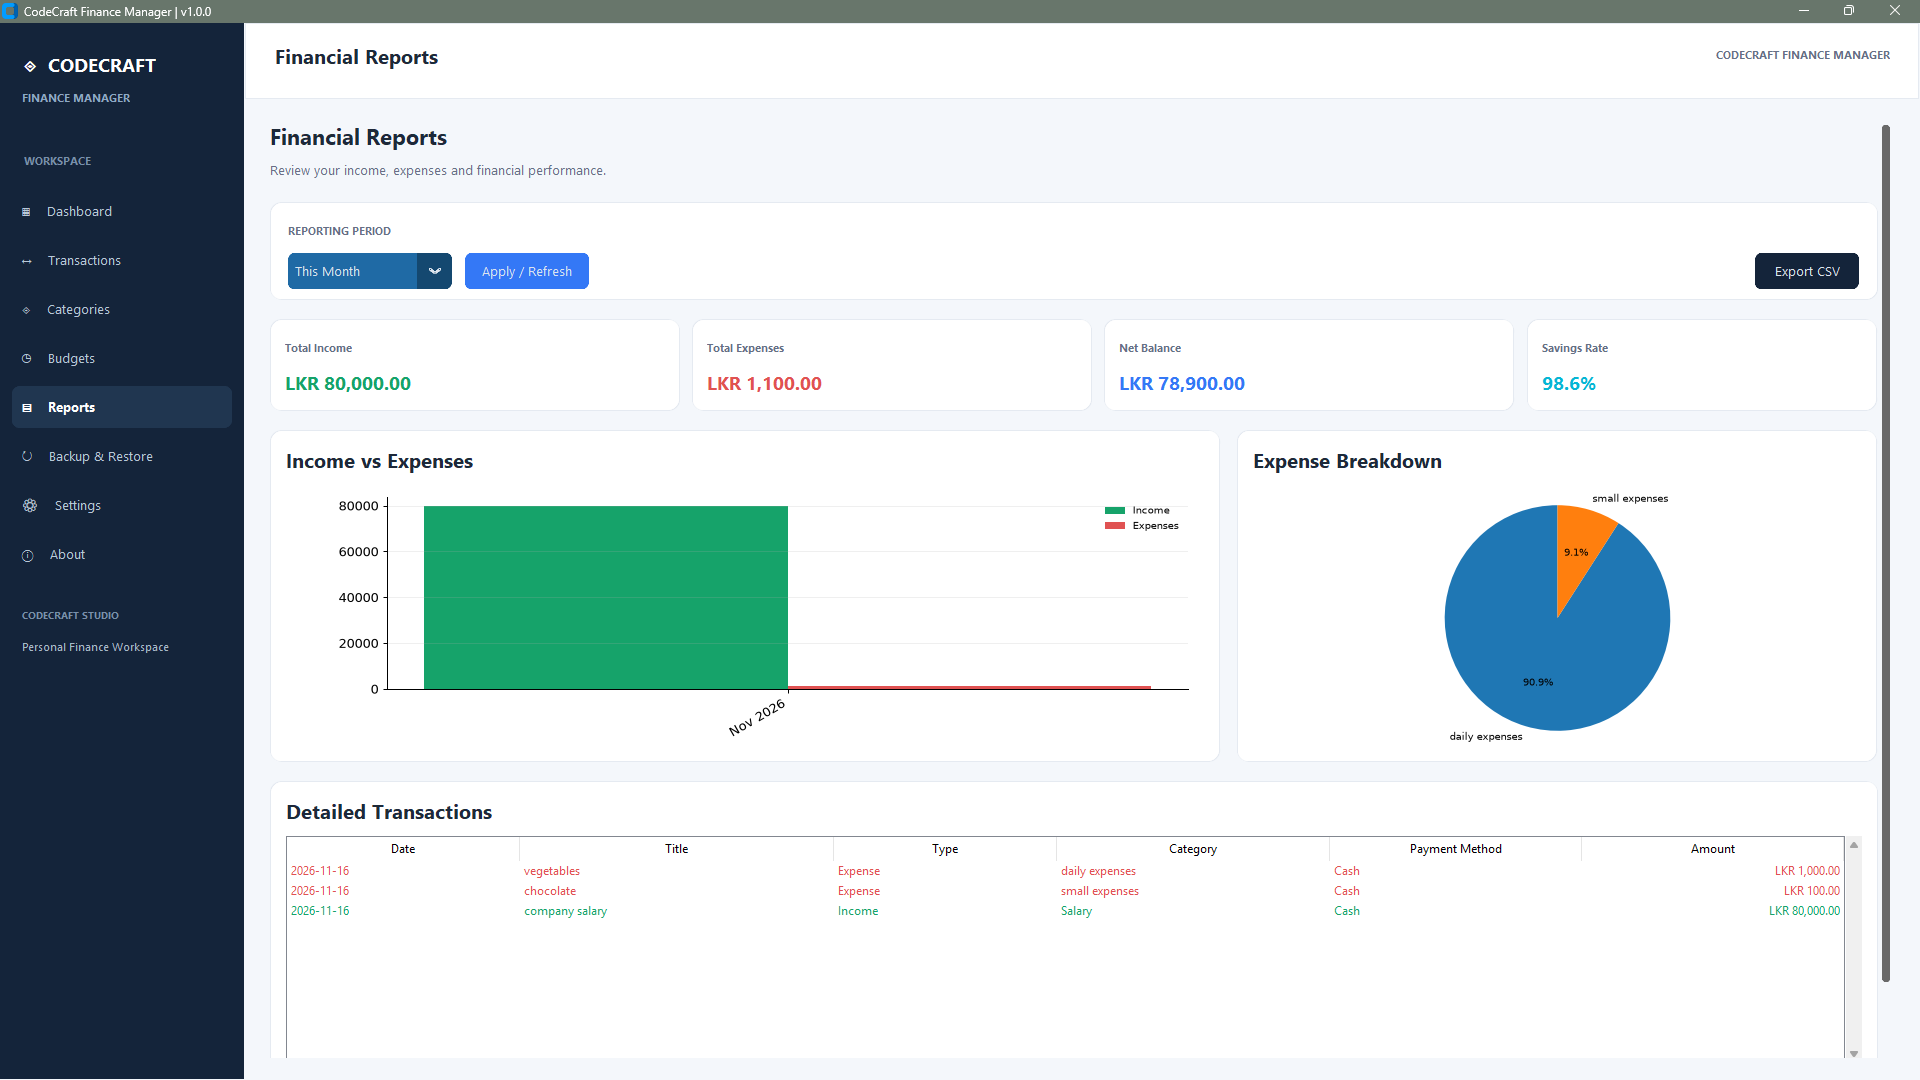 CodeCraft Finance Manager | v1.0.0
CODECRAFT
FINANCE MANAGER
WORKSPACE
Dashboard
Transactions
Categories
Budgets
Reports
Backup & Restore
Settings
About
CODECRAFT STUDIO
Personal Finance Workspace
Financial Reports
CODECRAFT FINANCE MANAGER
Financial Reports
Review your income, expenses and financial performance.
REPORTING PERIOD
This Month
Apply / Refresh
Export CSV
Total Income
LKR 80,000.00
Total Expenses
LKR 1,100.00
Net Balance
LKR 78,900.00
Savings Rate
98.6%
Income vs Expenses
80000
60000
40000
20000
0
Nov 2026
Income
Expenses
Expense Breakdown
small expenses
9.1%
90.9%
daily expenses
Detailed Transactions
Date Title Type Category Payment Method Amount
2026-11-16 vegetables Expense daily expenses Cash LKR 1,000.00
2026-11-16 chocolate Expense small expenses Cash LKR 100.00
2026-11-16 company salary Income Salary Cash LKR 80,000.00